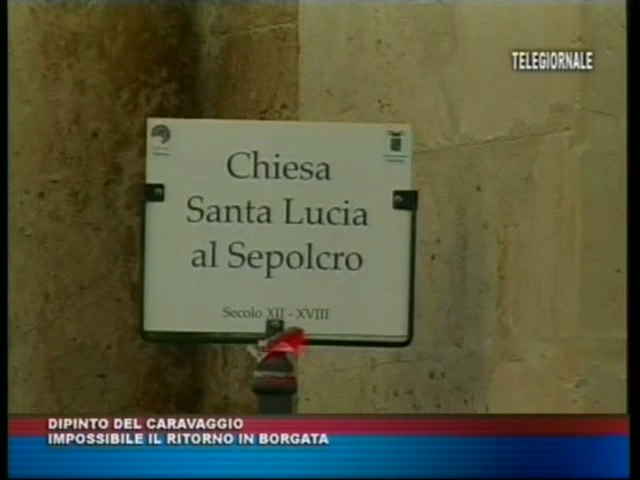 TELEGIORNALE
Chiesa
Santa Lucia
al Sepolcro
Secolo XII - XVIII
DIPINTO DEL CARAVAGGIO
IMPOSSIBILE IL RITORNO IN BORGATA